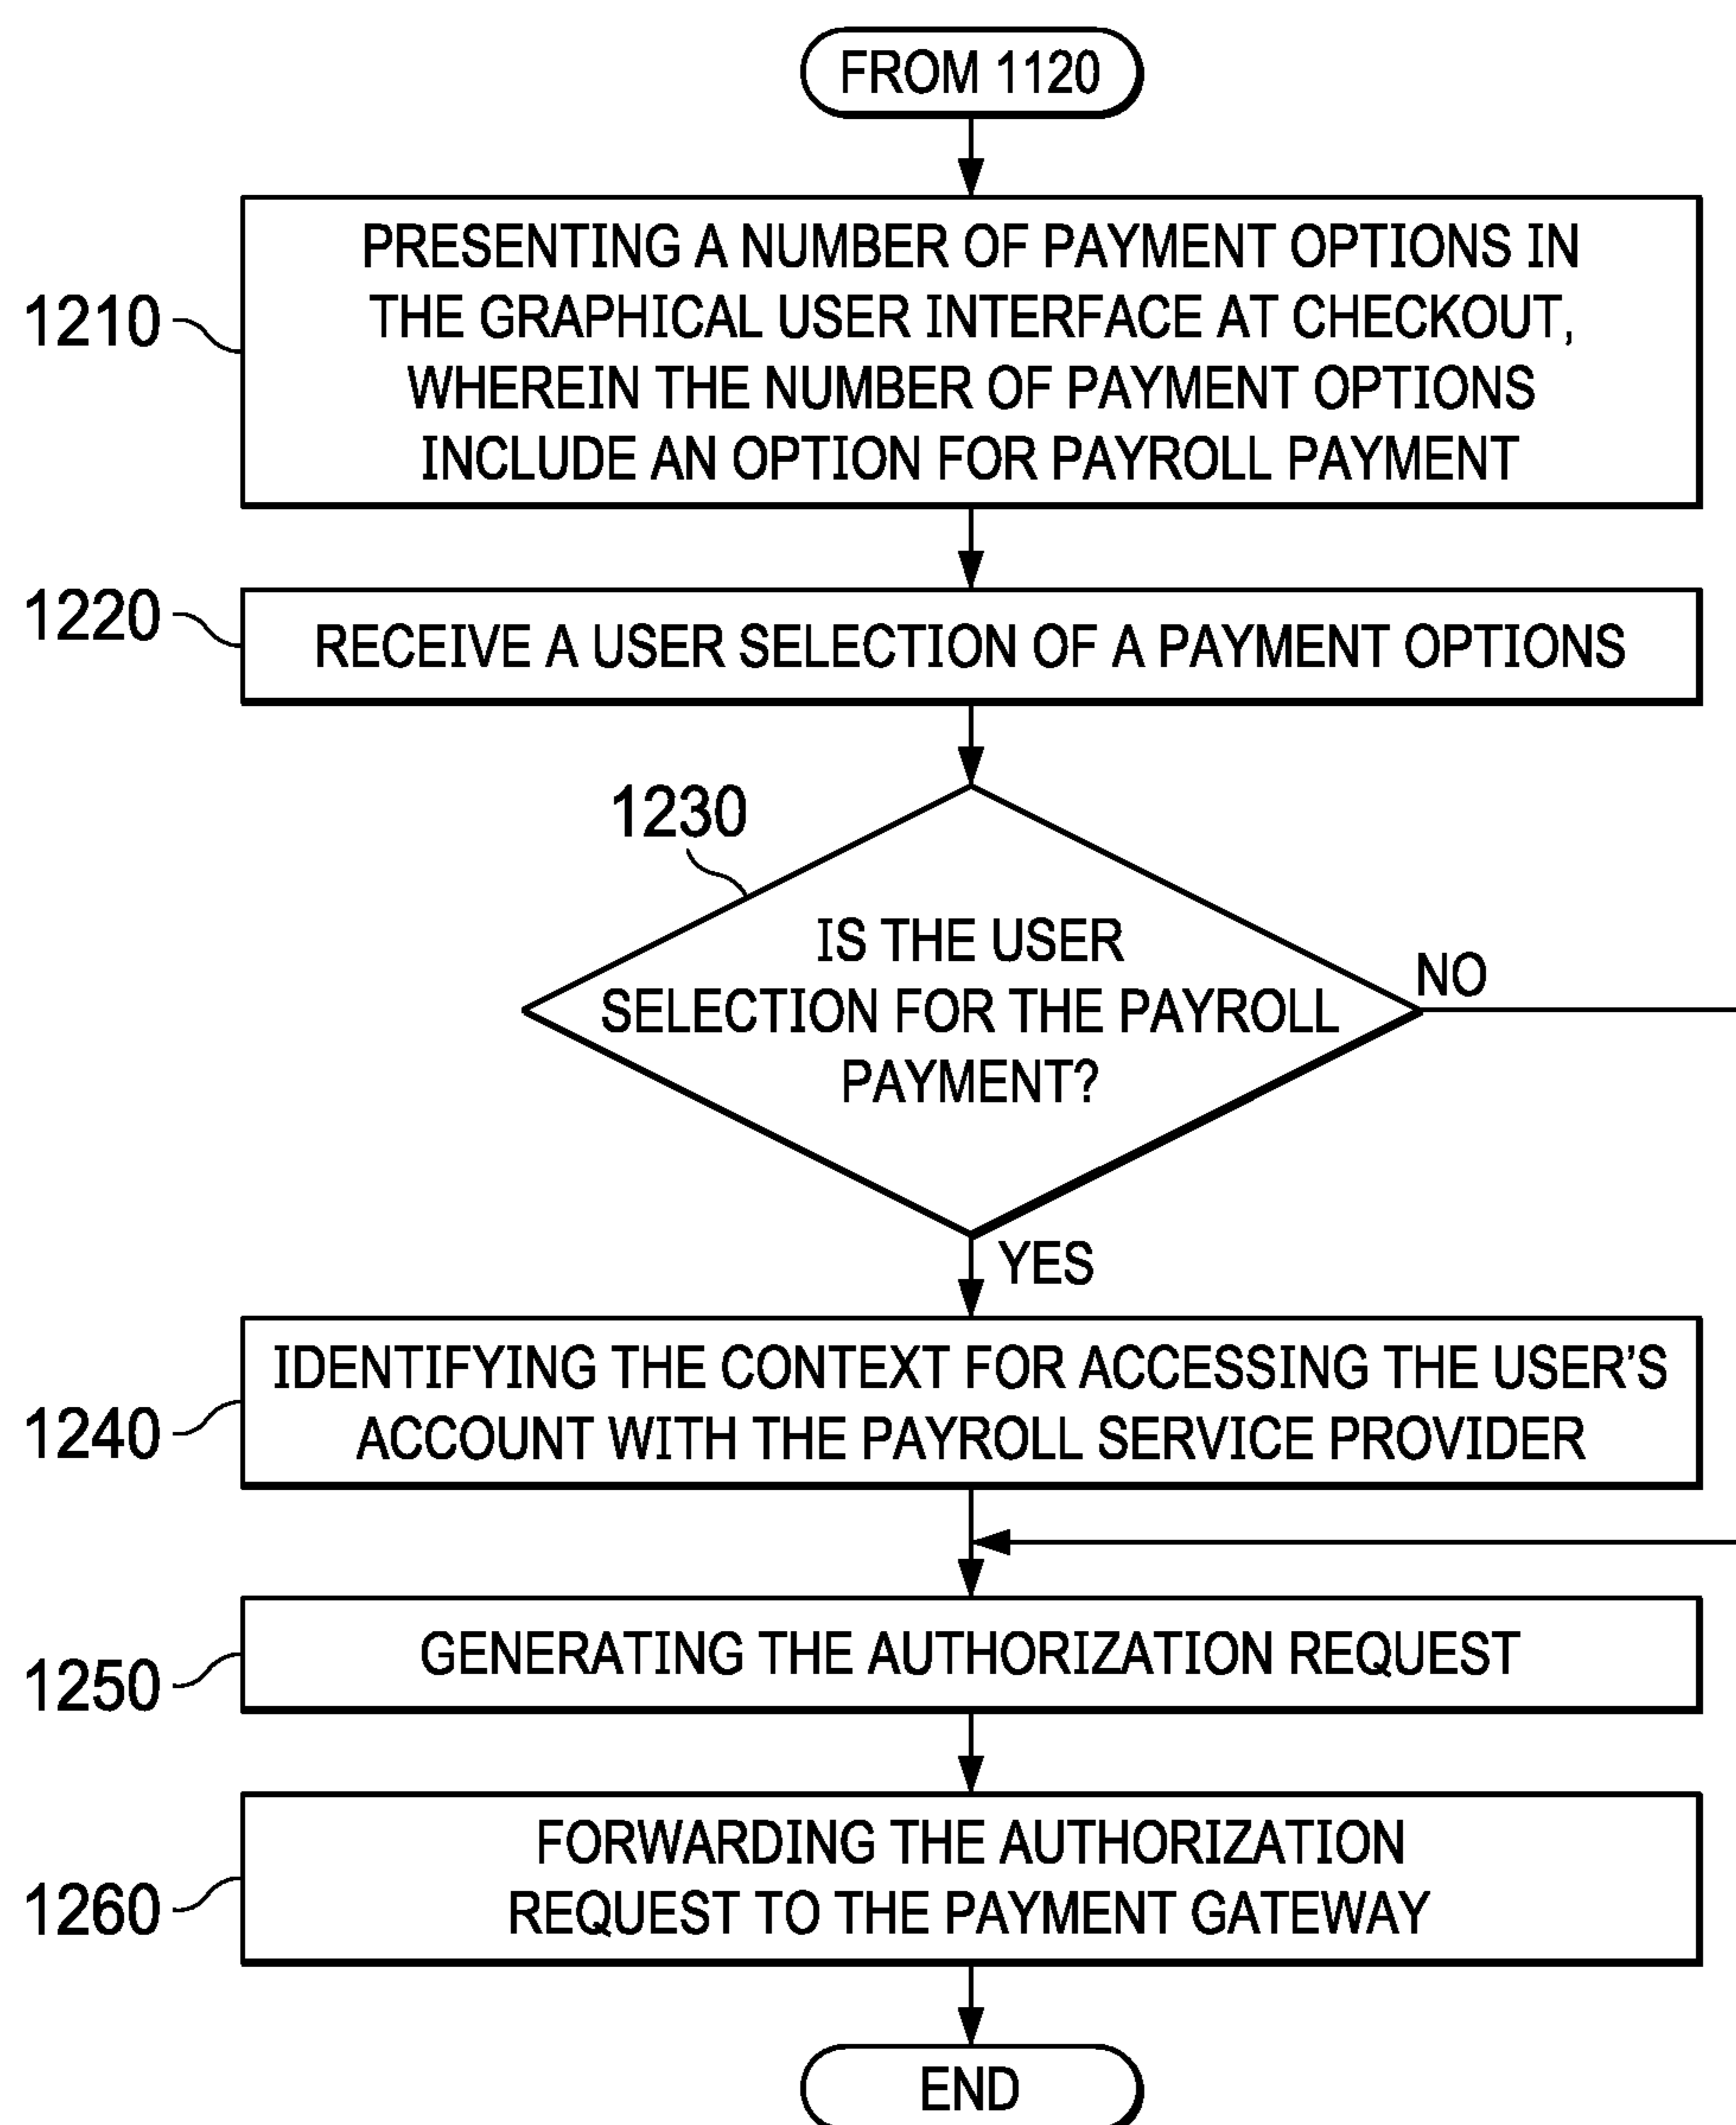 FROM 1120
1210
PRESENTING A NUMBER OF PAYMENT OPTIONS IN
THE GRAPHICAL USER INTERFACE AT CHECKOUT,
WHEREIN THE NUMBER OF PAYMENT OPTIONS
INCLUDE AN OPTION FOR PAYROLL PAYMENT
1220
RECEIVE A USER SELECTION OF A PAYMENT OPTIONS
1230
IS THE USER
SELECTION FOR THE PAYROLL
PAYMENT?
NO
YES
1240
IDENTIFYING THE CONTEXT FOR ACCESSING THE USER'S
ACCOUNT WITH THE PAYROLL SERVICE PROVIDER
1250
GENERATING THE AUTHORIZATION REQUEST
1260
FORWARDING THE AUTHORIZATION
REQUEST TO THE PAYMENT GATEWAY
END